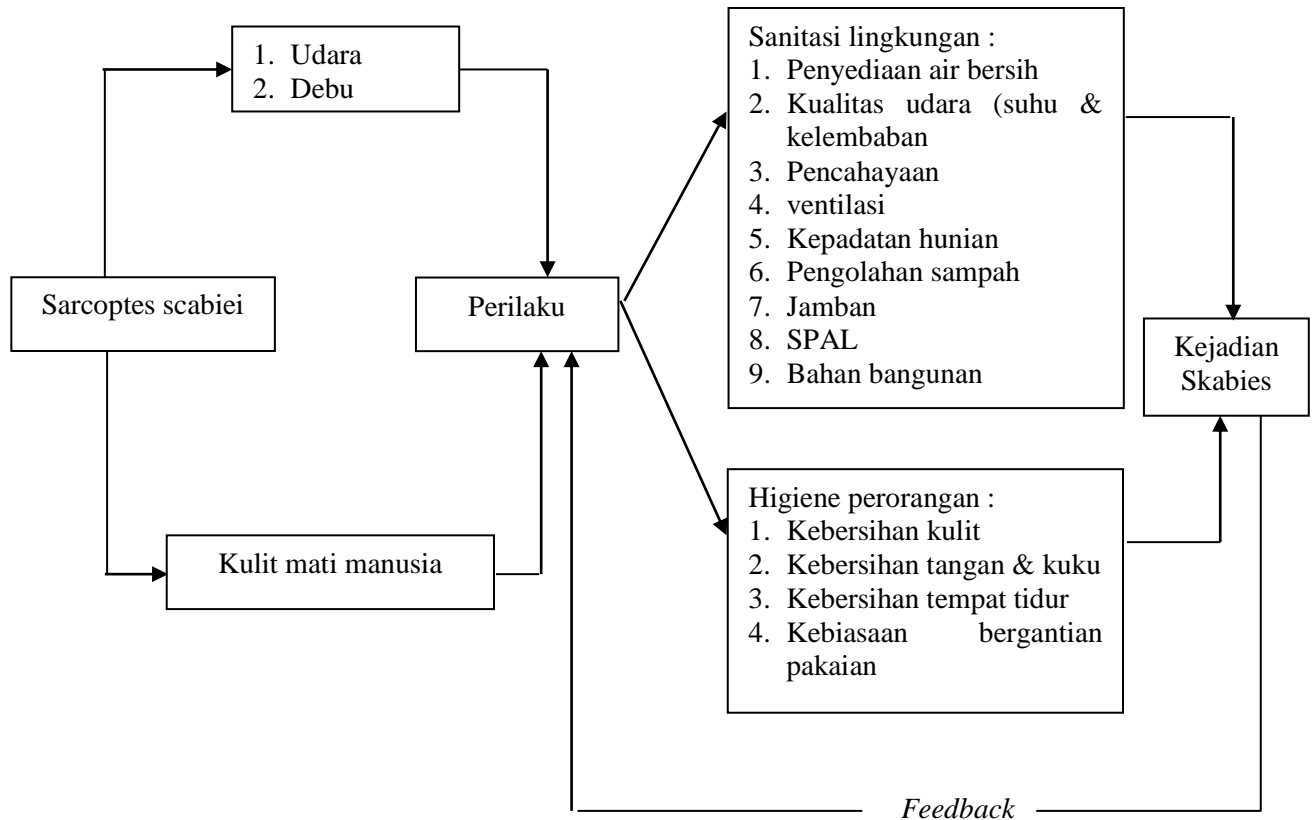 1. Udara
2. Debu
Sarcoptes scabiei
Kulit mati manusia
Perilaku
Sanitasi lingkungan :
1. Penyediaan air bersih
2. Kualitas udara (suhu &
kelembaban
3. Pencahayaan
4. ventilasi
5. Kepadatan hunian
6. Pengolahan sampah
7. Jamban
8. SPAL
9. Bahan bangunan
Higiene perorangan :
1. Kebersihan kulit
2. Kebersihan tangan & kuku
3. Kebersihan tempat tidur
4. Kebiasaan bergantian
pakaian
Kejadian
Skabies
Feedback